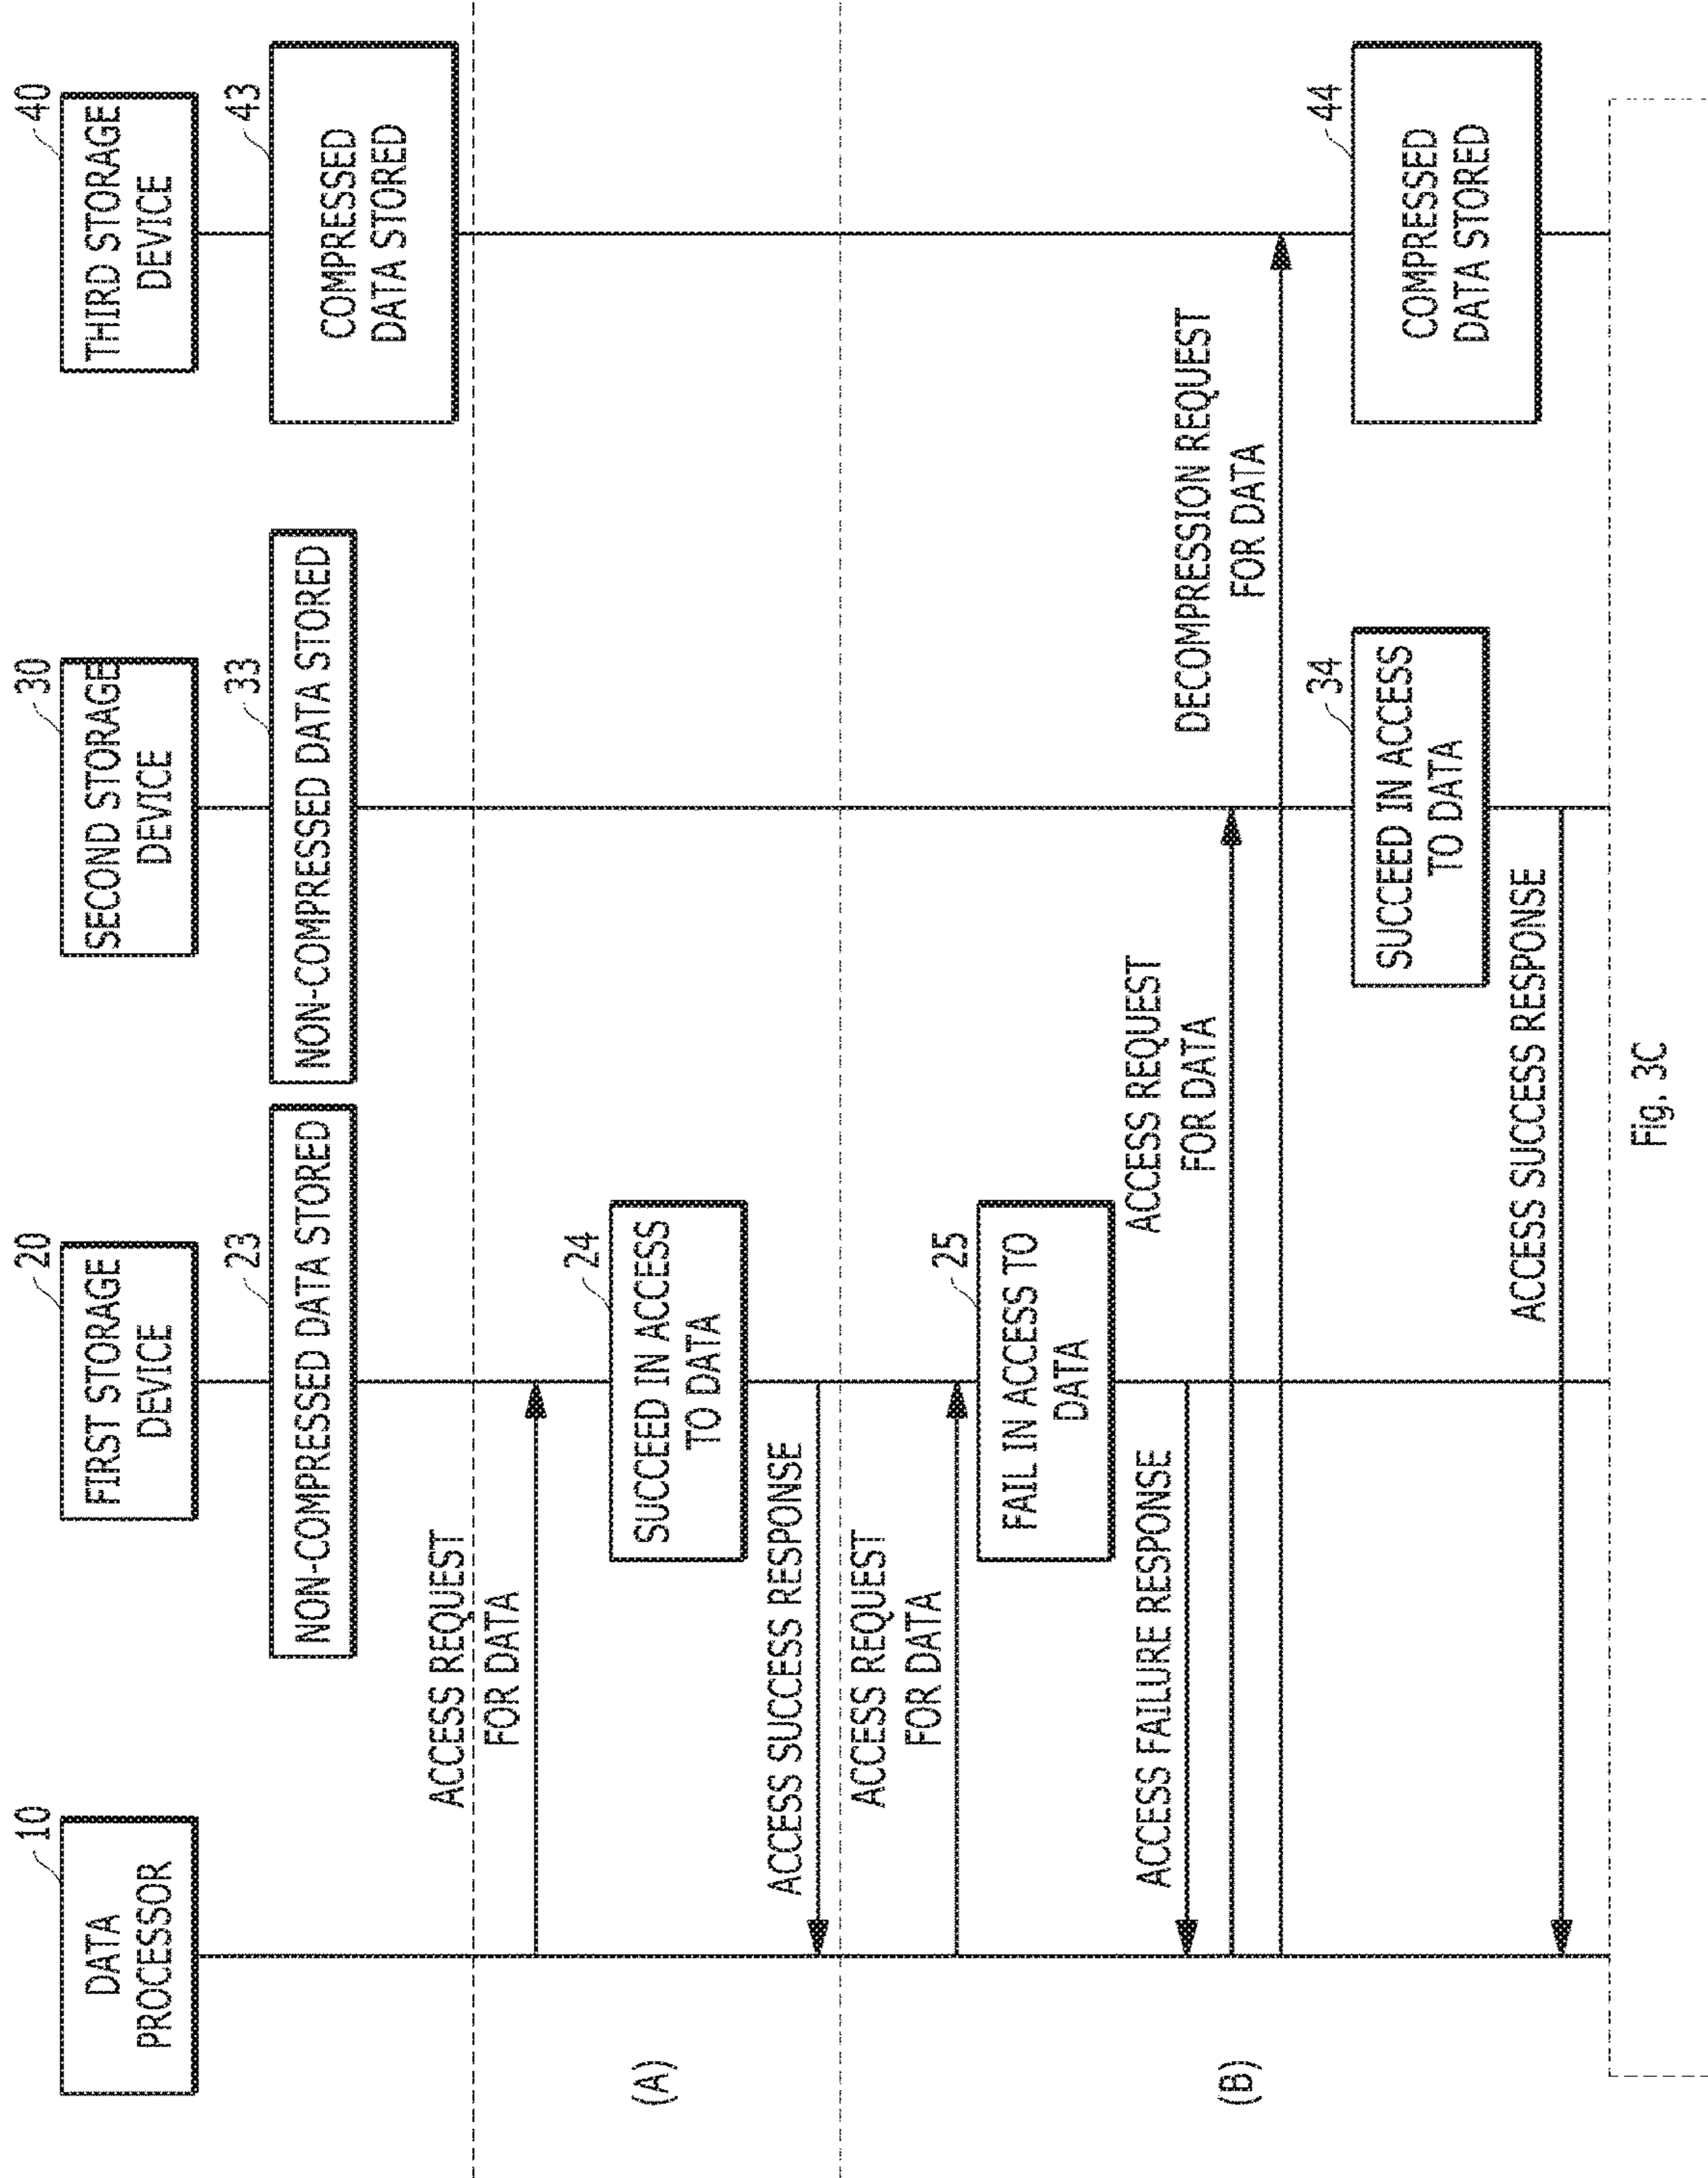 10
DATA
PROCESSOR
20
FIRST STORAGE
DEVICE
30
SECOND STORAGE
DEVICE
40
THIRD STORAGE
DEVICE
23
NON-COMPRESSED DATA STORED
33
NON-COMPRESSED DATA STORED
43
COMPRESSED
DATA STORED
(A)
ACCESS REQUEST
FOR DATA
24
SUCCEED IN ACCESS
TO DATA
ACCESS SUCCESS RESPONSE
(B)
ACCESS REQUEST
FOR DATA
25
FAIL IN ACCESS TO
DATA
ACCESS FAILURE RESPONSE
ACCESS REQUEST
FOR DATA
DECOMPRESSION REQUEST
FOR DATA
34
SUCCEED IN ACCESS
TO DATA
44
COMPRESSED
DATA STORED
ACCESS SUCCESS RESPONSE
Fig. 3C